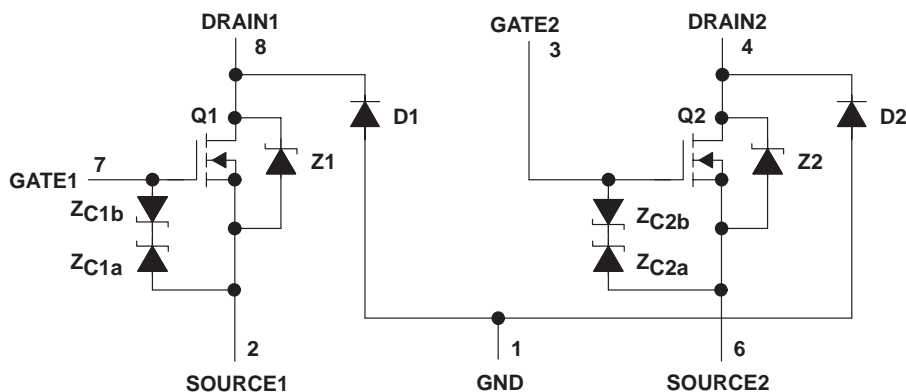 DRAIN1
8
GATE2
3
DRAIN2
4
Q1
D1
Q2
D2
7
GATE1
Z1
Z2
ZC1b
ZC2b
ZC1a
ZC2a
2
SOURCE1
1
GND
6
SOURCE2